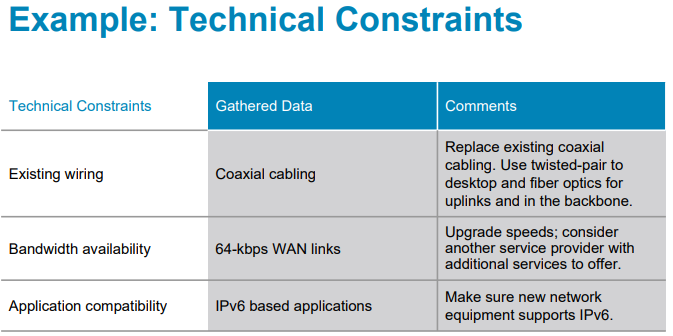 Example: Technical Constraints
Technical Constraints
Gathered Data
Comments
Existing wiring
Coaxial cabling
Replace existing coaxial
cabling. Use twisted-pair to
desktop and fiber optics for
uplinks and in the backbone.
Bandwidth availability
64-kbps WAN links
Upgrade speeds; consider
another service provider with
additional services to offer.
Application compatibility
IPv6 based applications
Make sure new network
equipment supports IPv6.